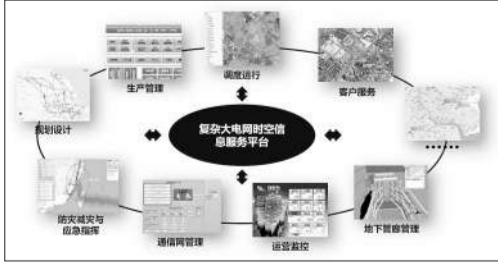 生产管理
调度运行
客户服务
规划设计
复杂大电网时空信
息服务平台
••••••
防灾减灾与
应急指挥
通信网管理
运营监控
地下管廊管理